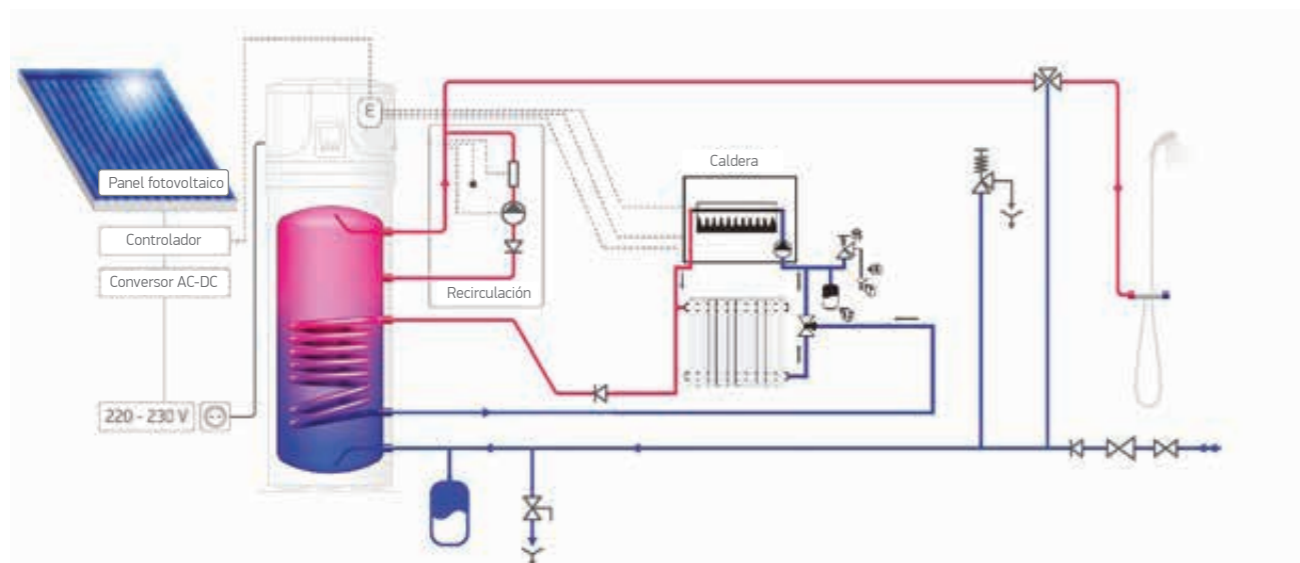 Panel fotovoltaico
Controlador
Conversor AC-DC
220 - 230 V
E
Recirculación
Caldera